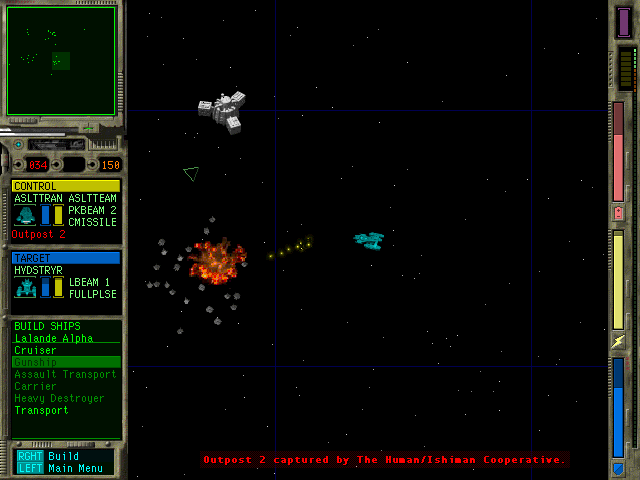 034 150
CONTROL
ASLTTRAN ASLTTEAM
PKBEAM 2
CMISSILE
Outpost 2
TARGET
HVDSTRYR
LBEAM 1
FULLPLSE
BUILD SHIPS
Lalande Alpha
Cruiser
Gunship
Assault Transport
Carrier
Heavy Destroyer
Transport
RGHT Build
LEFT Main Menu
Outpost 2 captured by The Human/Ishiman Cooperative.